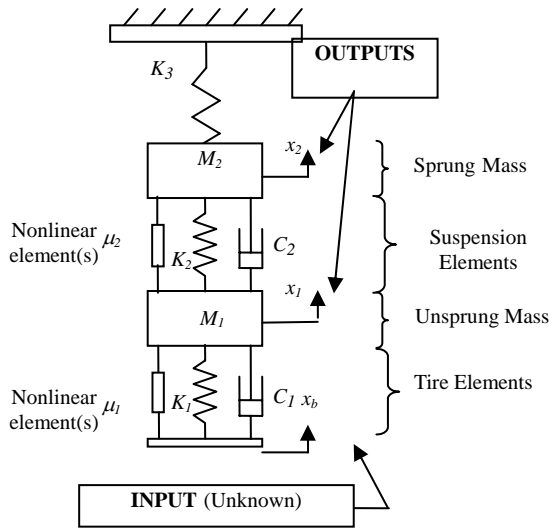 OUTPUTS
K3
M2
x2
Sprung Mass
Nonlinear
element(s) μ2
K2
C2
Suspension
Elements
x1
M1
Unsprung Mass
Nonlinear
element(s) μ1
K1
C1 xb
Tire Elements
INPUT (Unknown)